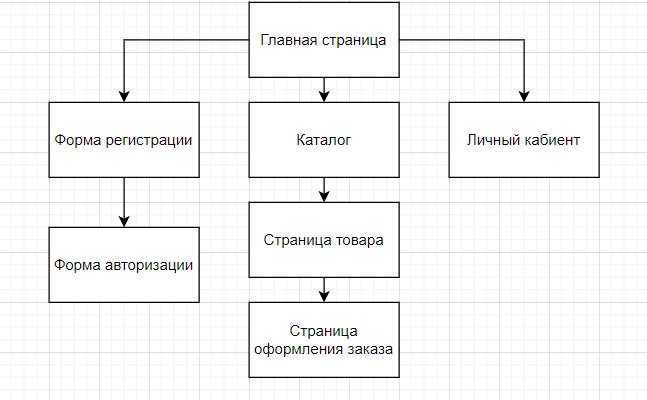 Главная страница
Форма регистрации
Каталог
Личный кабиент
Страница товара
Форма авторизации
Страница
оформления заказа